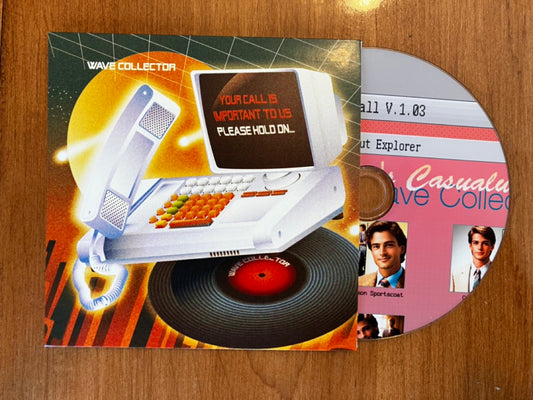 WAVE COLLECTOR
YOUR CALL IS
IMPORTANT TO US.
PLEASE HOLD ON...
WAVE COLLECTOR
all V.1.03
ut Explorer
's Casualw
ave Collec
on Sportscoat